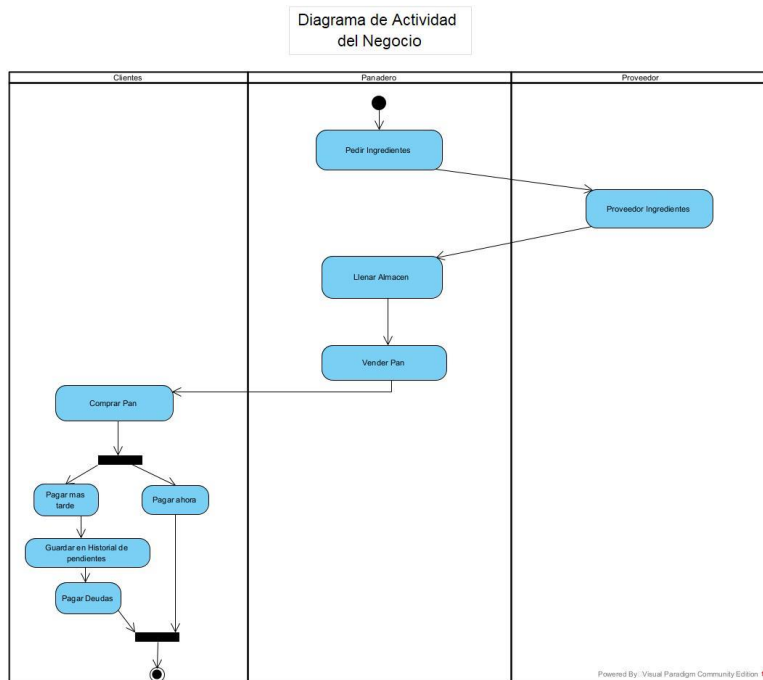 Diagrama de Actividad
del Negocio
Clientes
Panadero
Proveedor
Pedir Ingredientes
Proveedor Ingredientes
Llenar Almacen
Vender Pan
Comprar Pan
Pagar mas
tarde
Pagar ahora
Guardar en Historial de
pendientes
Pagar Deudas
Powered By: Visual Paradigm Community Edition